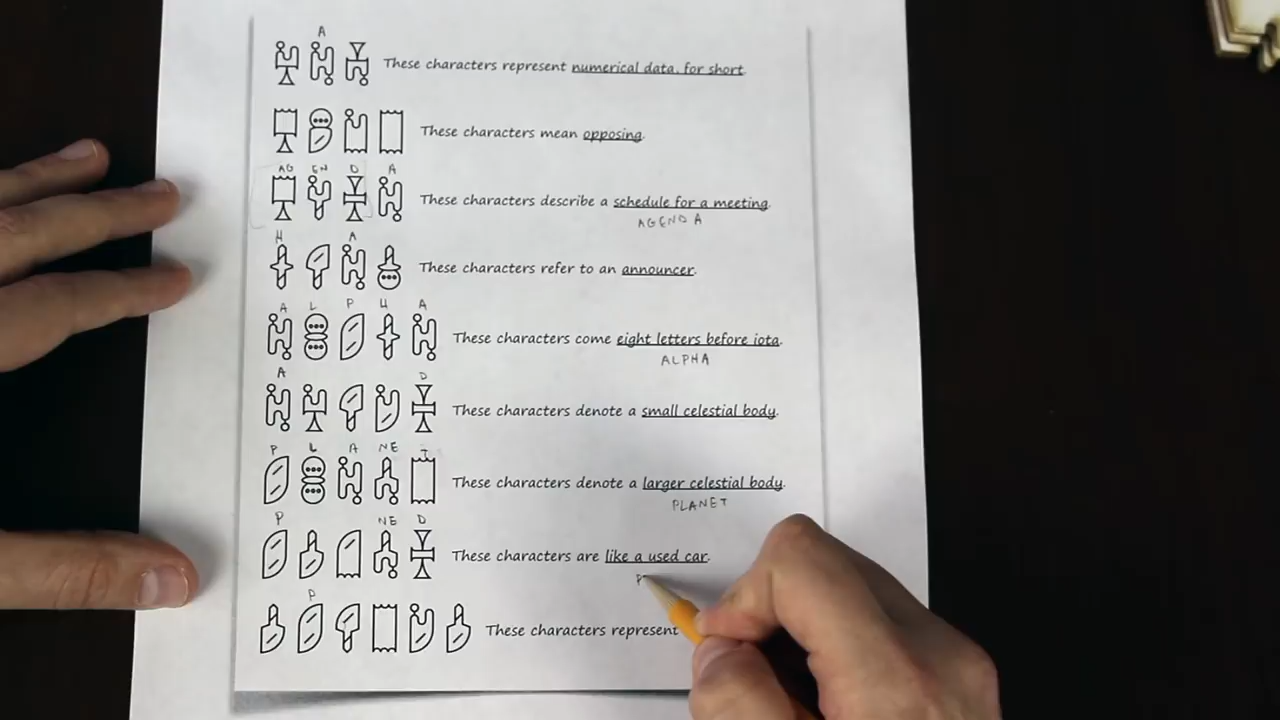 A
These characters represent numerical data, for short.
These characters mean opposing.
AG EN D A
These characters describe a schedule for a meeting.
AGENDA
H A
These characters refer to an announcer.
A L P H A
These characters come eight letters before iota.
ALPHA
A D
These characters denote a small celestial body.
P L A NE T
These characters denote a larger celestial body.
PLANET
P NE D
These characters are like a used car.
P
P
These characters represent